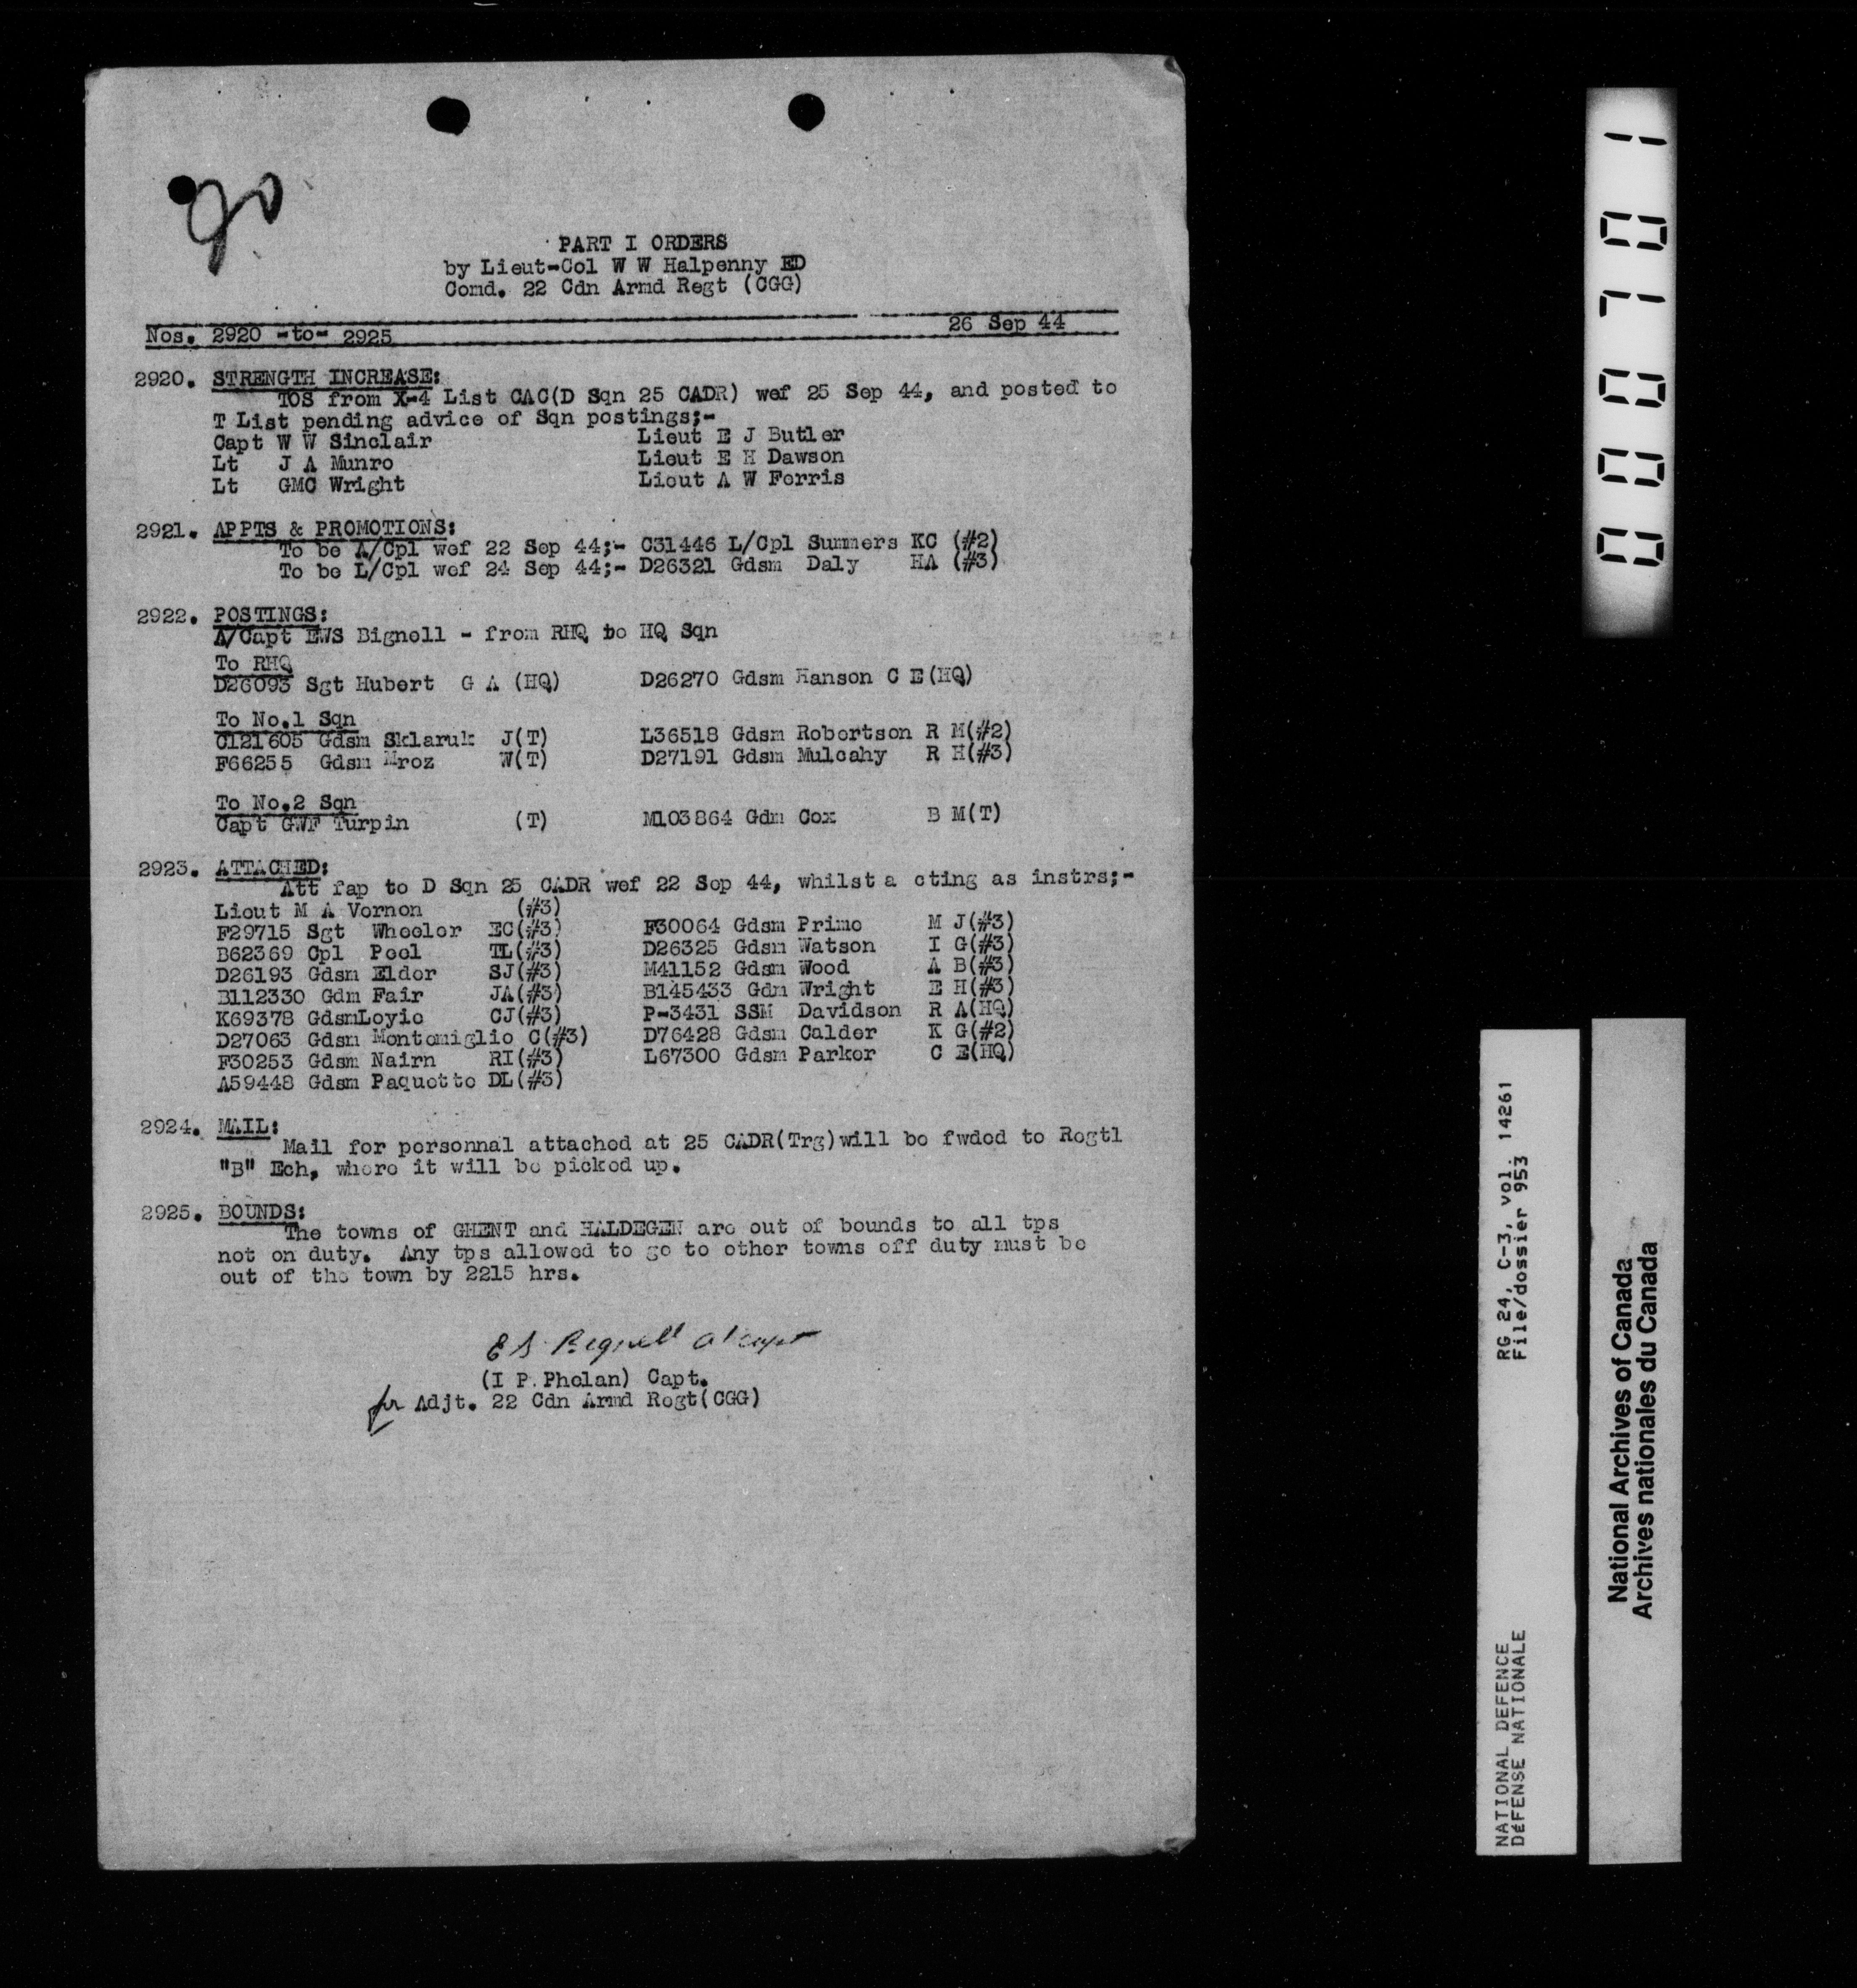 90
PART I ORDERS
by Lieut-Col W W Halpenny ED
Comd. 22 Cdn Armd Regt (CGG)
Nos. 2920 -to- 2925 26 Sep 44
2920. STRENGTH INCREASE:
TOS from X-4 List CAC(D Sqn 25 CADR) wef 25 Sep 44, and posted to
T List pending advice of Sqn postings;-
Capt W W Sinclair Lieut E J Butler
Lt J A Munro Lieut E H Dawson
Lt GMC Wright Lieut A W Ferris
2921. APPTS & PROMOTIONS:
To be A/Cpl wef 22 Sep 44;- C31446 L/Cpl Summers KC (#2)
To be L/Cpl wef 24 Sep 44;- D26321 Gdsm Daly HA (#3)
2922. POSTINGS:
A/Capt EWS Bignell - from RHQ to HQ Sqn
To RHQ
D26093 Sgt Hubert G A (HQ) D26270 Gdsm Hanson C E(HQ)
To No.1 Sqn
C121605 Gdsm Sklaruk J(T) L36518 Gdsm Robertson R M(#2)
F66255 Gdsm Mroz W(T) D27191 Gdsm Mulcahy R H(#3)
To No.2 Sqn
Capt GWF Turpin (T) M103864 Gdm Cox B M(T)
2923. ATTACHED:
Att fap to D Sqn 25 CADR wef 22 Sep 44, whilst a cting as instrs;-
Lieut M A Vernon (#3)
F29715 Sgt Wheeler EC(#3) F30064 Gdsm Prime M J(#3)
B62369 Cpl Peel TL(#3) D26325 Gdsm Watson I G(#3)
D26193 Gdsm Elder SJ(#3) M41152 Gdsm Wood A B(#3)
B112330 Gdm Fair JA(#3) B145433 Gdm Wright E H(#3)
K69378 GdsmLoyie CJ(#3) P-3431 SSM Davidson R A(HQ)
D27063 Gdsm Montemiglio C(#3) D76428 Gdsm Calder K G(#2)
F30253 Gdsm Nairn RI(#3) L67300 Gdsm Parker C E(HQ)
A59448 Gdsm Paquette DL(#3)
2924. MAIL:
Mail for personnal attached at 25 CADR(Trg)will be fwded to Regtl
"B" Ech, where it will be picked up.
2925. BOUNDS:
The towns of GHENT and HALDEGEN are out of bounds to all tps
not on duty. Any tps allowed to go to other towns off duty must be
out of the town by 2215 hrs.
E S Bignell A/Capt
(I P.Phelan) Capt.
for Adjt. 22 Cdn Armd Regt(CGG)
0000701
RG 24, C-3, vol. 14261
File/dossier 953
NATIONAL DEFENCE
DéFENSE NATIONALE
National Archives of Canada
Archives nationales du Canada